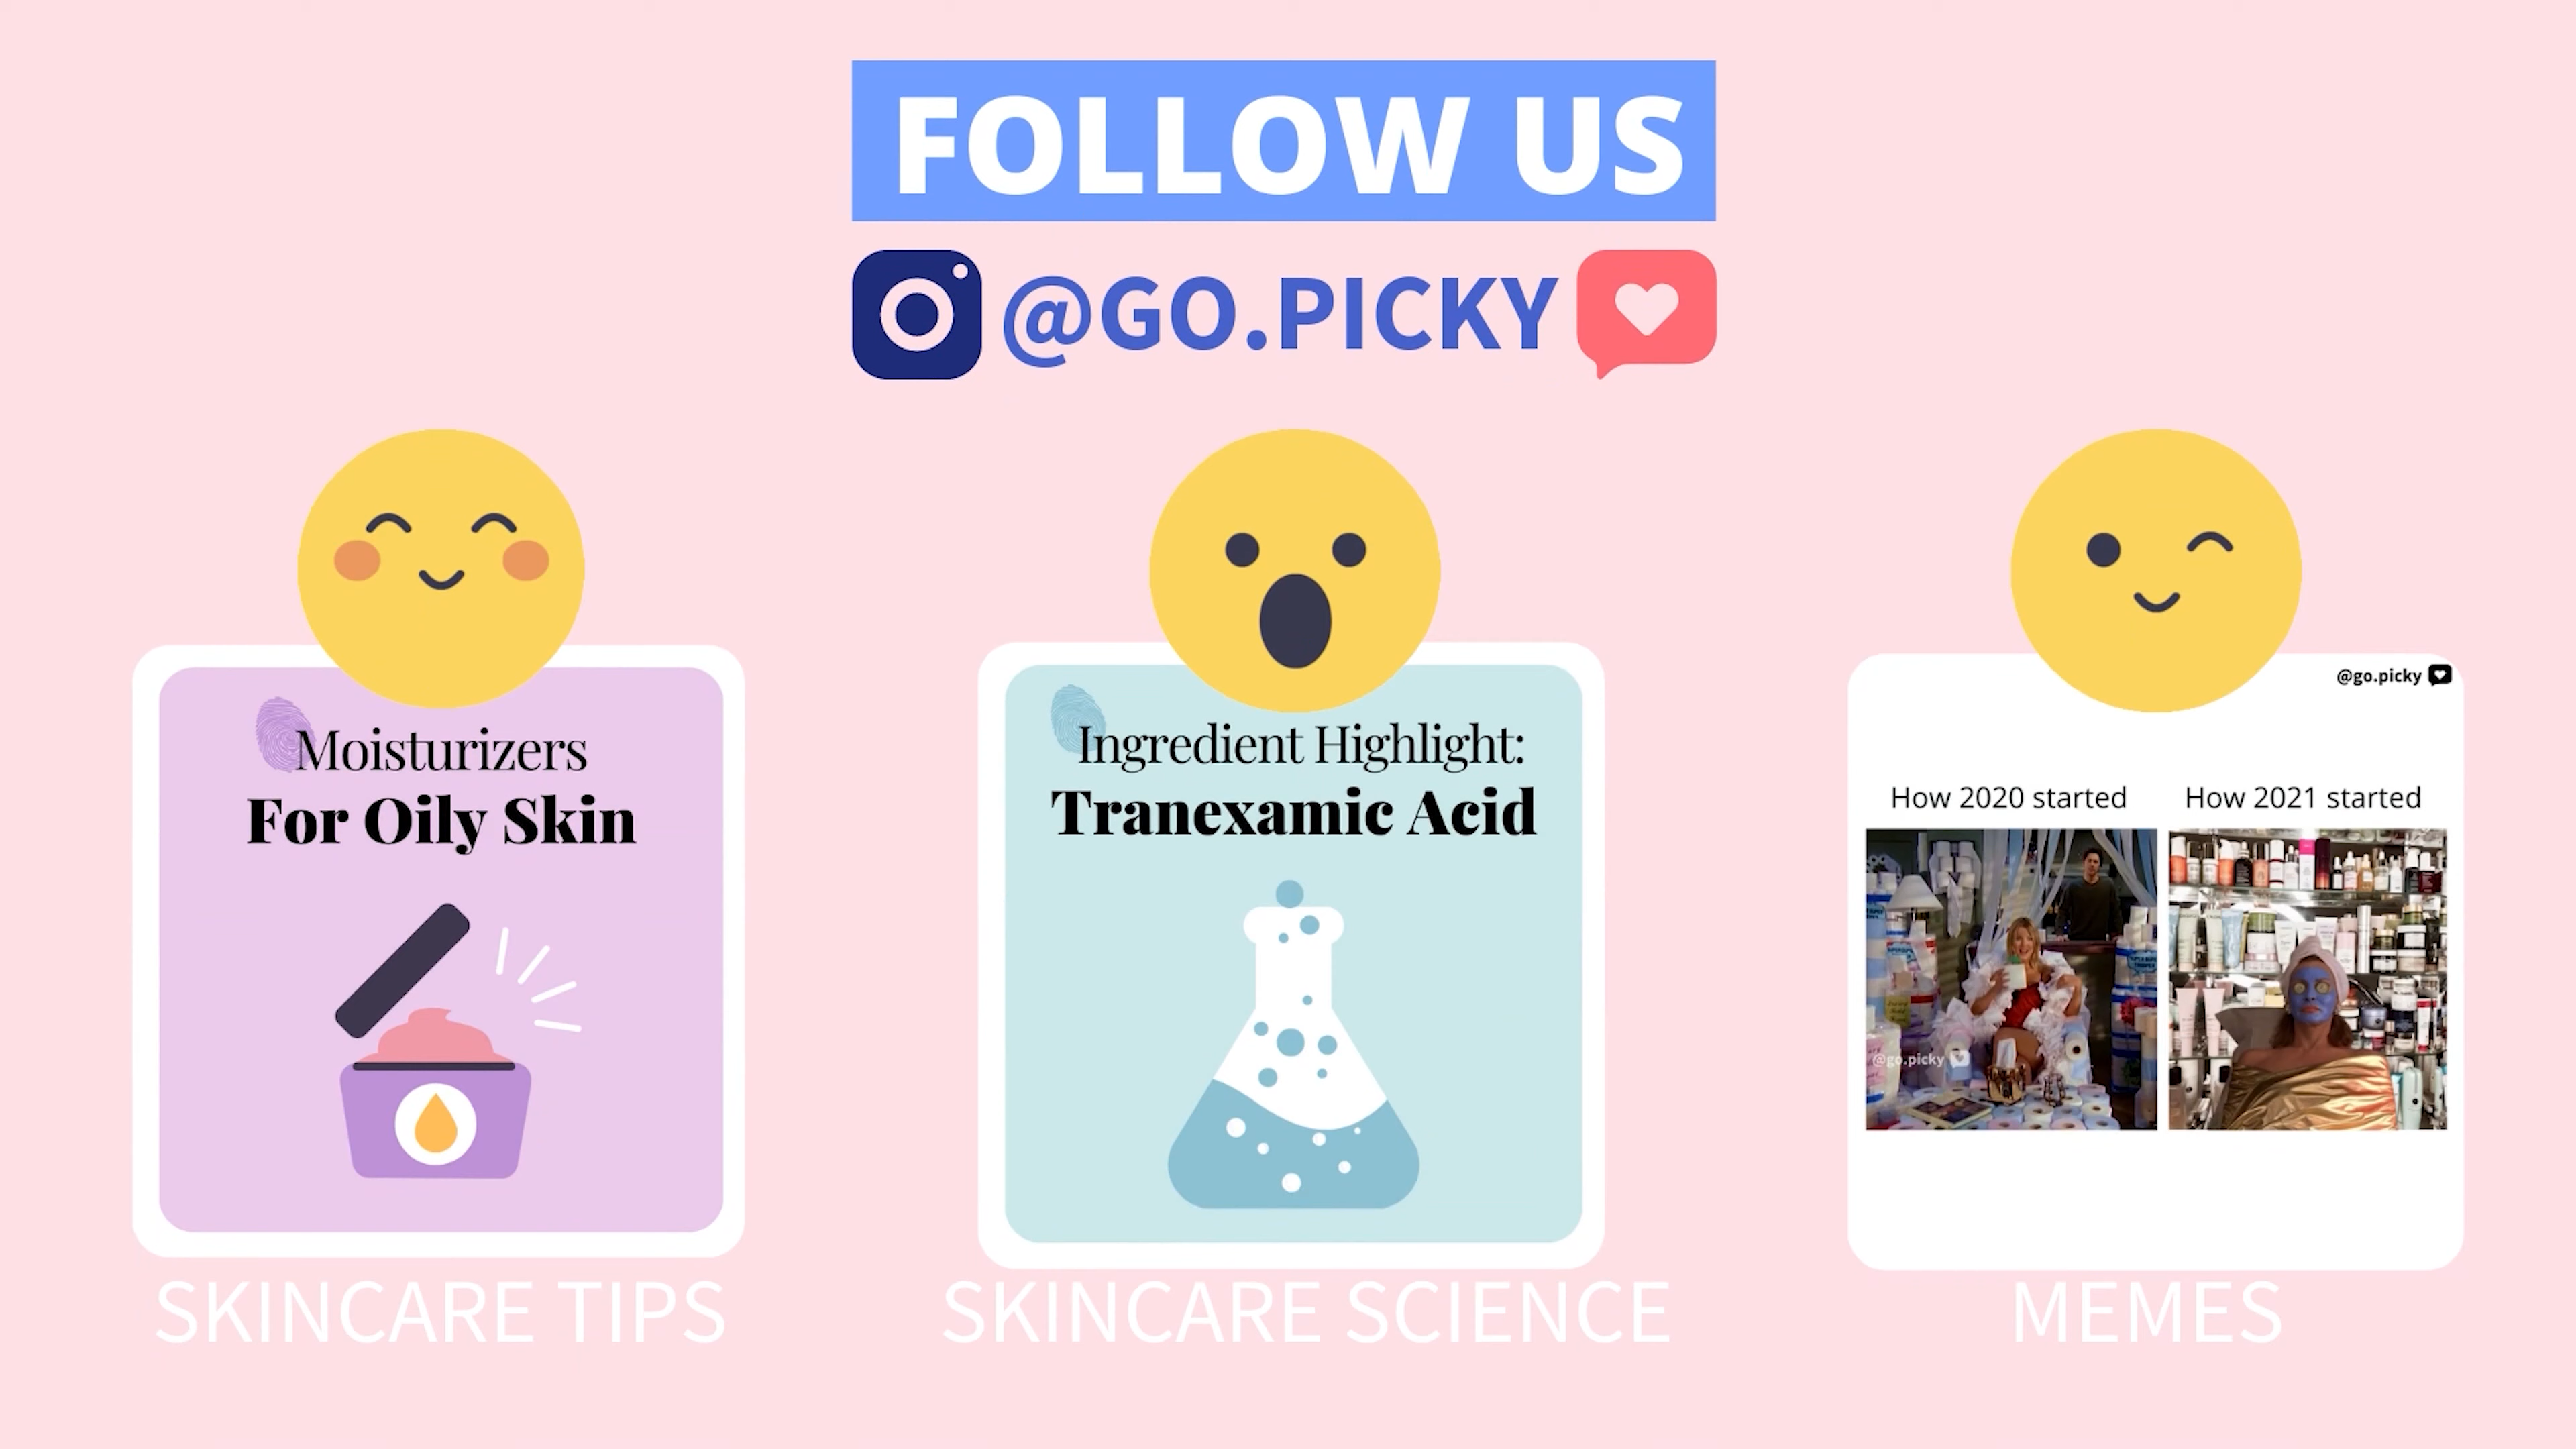 FOLLOW US
@GO.PICKY
Moisturizers
For Oily Skin
SKINCARE TIPS
Ingredient Highlight:
Tranexamic Acid
SKINCARE SCIENCE
@go.picky
How 2020 started
How 2021 started
@go.picky
MEMES